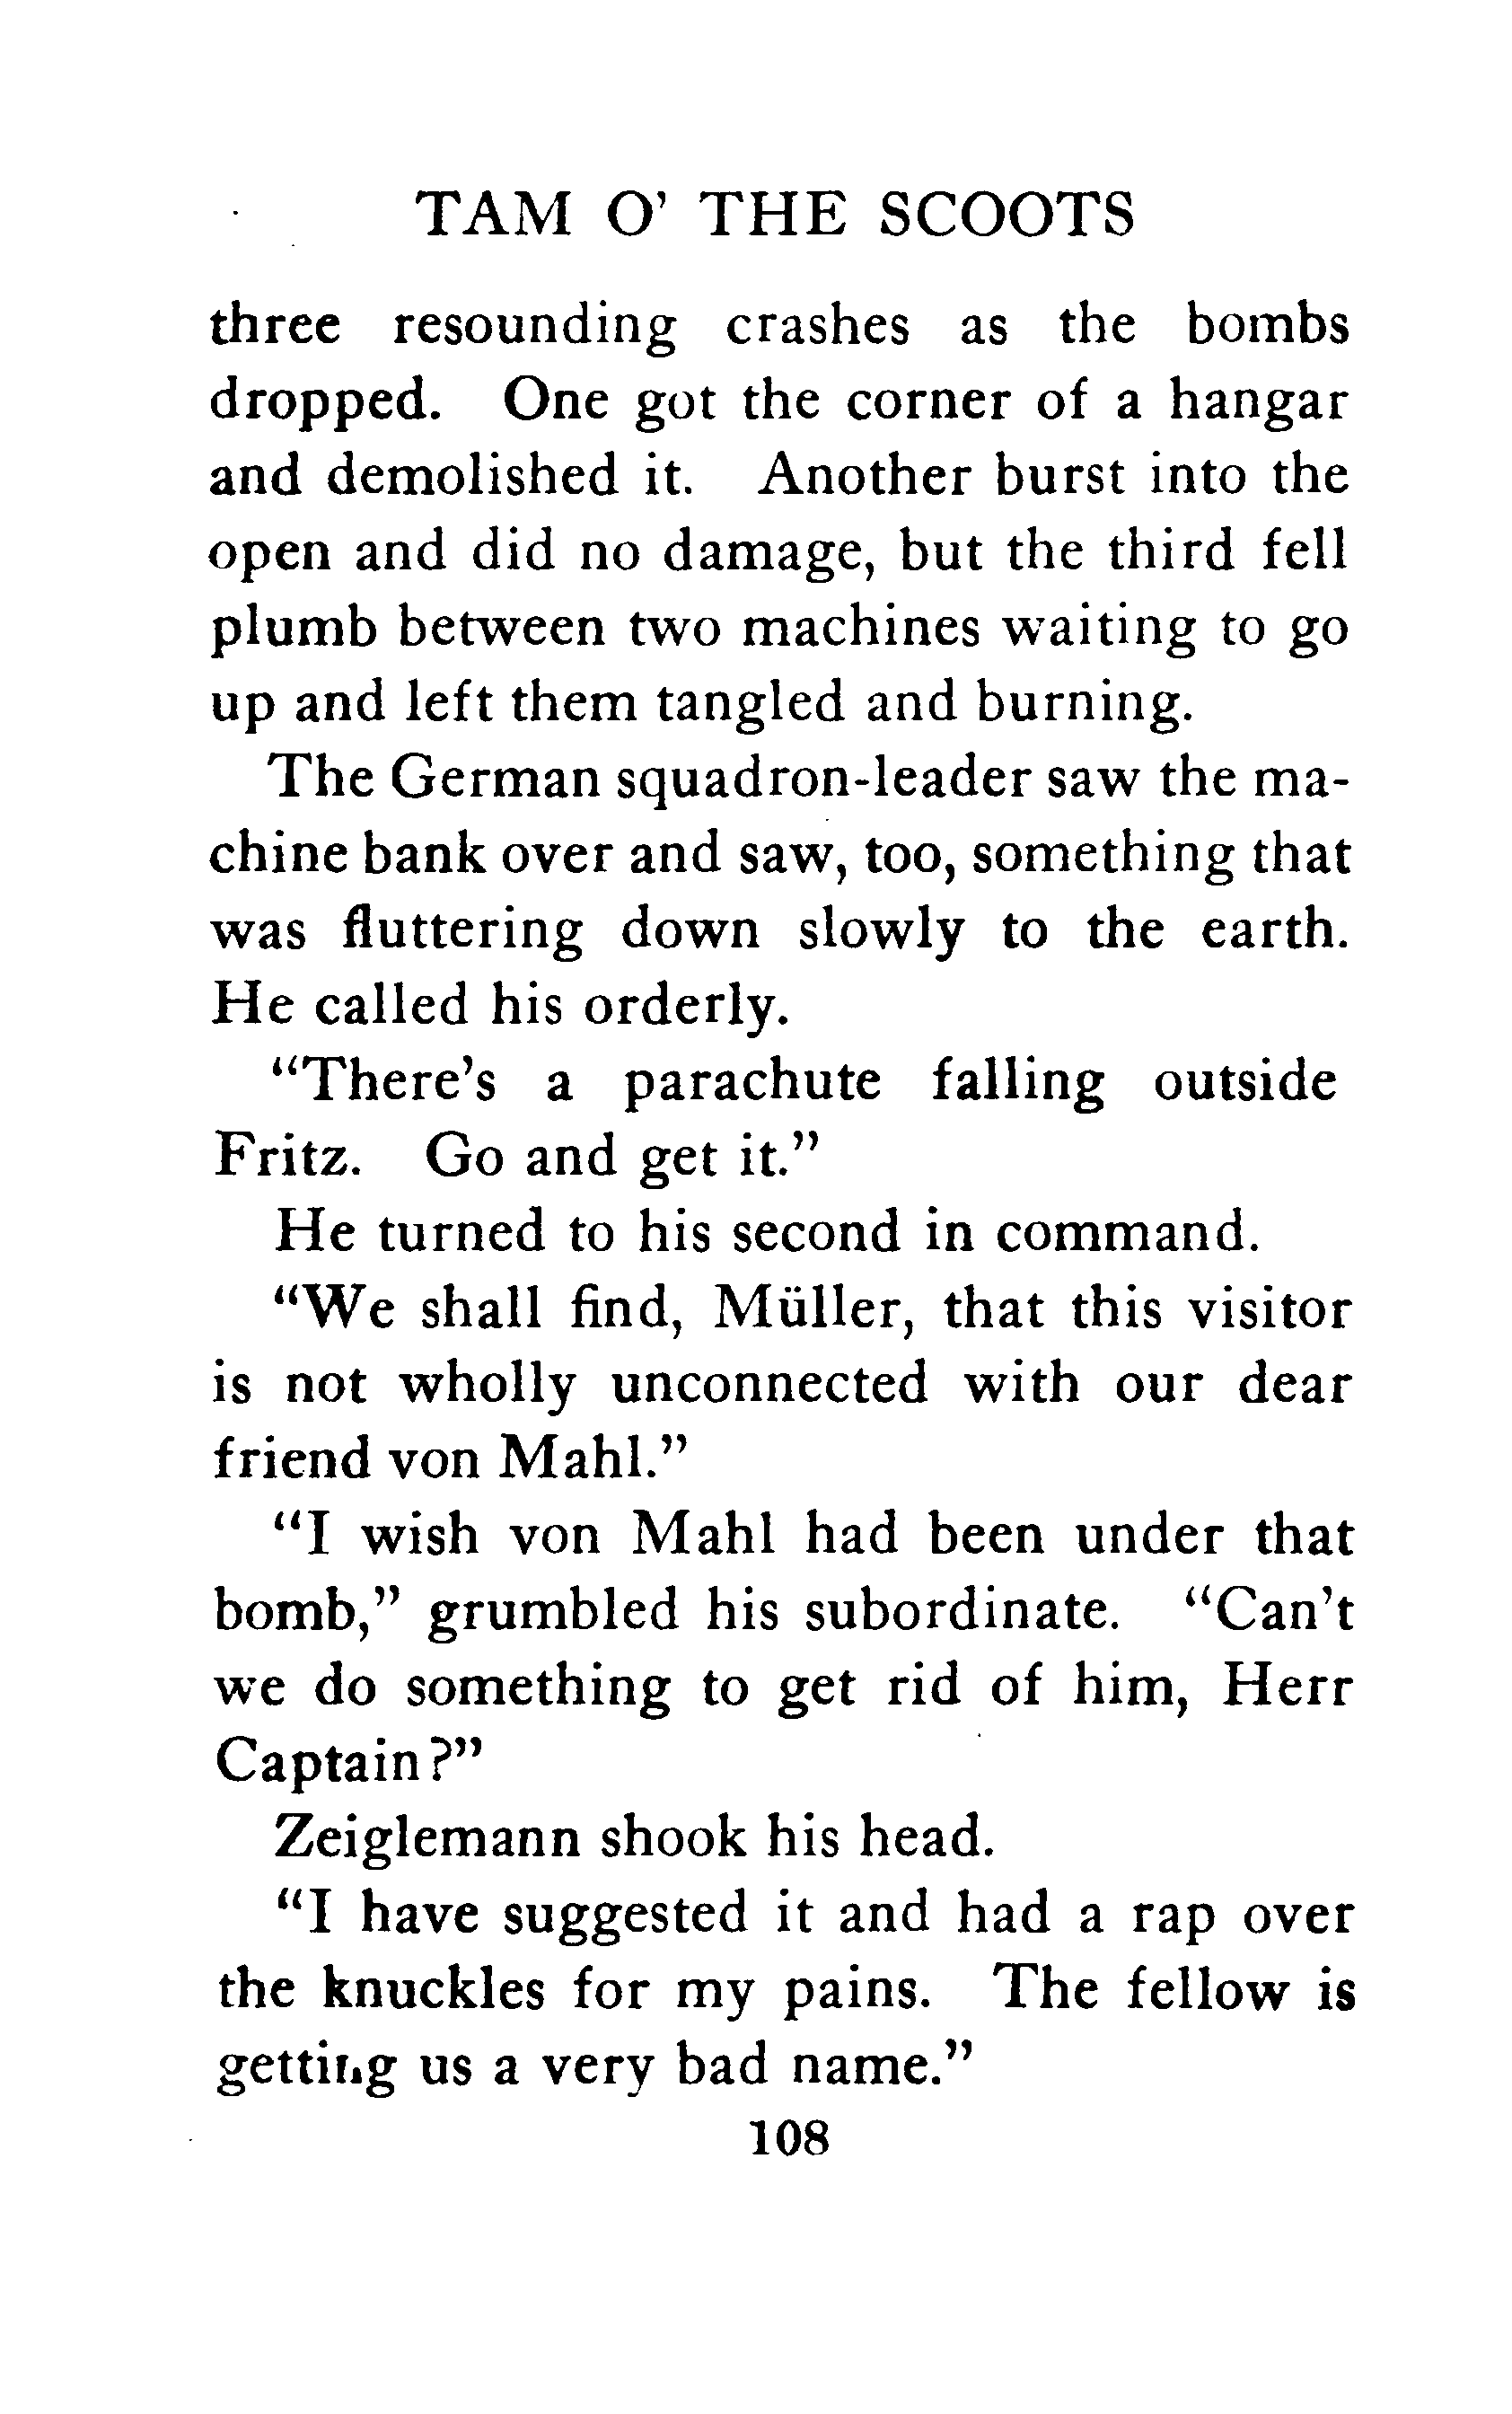 TAM O' THE SCOOTS
three resounding crashes as the bombs
dropped. One got the corner of a hangar
and demolished it. Another burst into the
open and did no damage, but the third fell
plumb between two machines waiting to go
up and left them tangled and burning.
The German squadron-leader saw the ma-
chine bank over and saw, too, something that
was fluttering down slowly to the earth.
He called his orderly.
“There's a parachute falling outside
Fritz. Go and get it.”
He turned to his second in command.
“We shall find, Müller, that this visitor
is not wholly unconnected with our dear
friend von Mahl.”
“I wish von Mahl had been under that
bomb,” grumbled his subordinate. “Can't
we do something to get rid of him, Herr
Captain?”
Zeiglemann shook his head.
“I have suggested it and had a rap over
the knuckles for my pains. The fellow is
getting us a very bad name.”
108